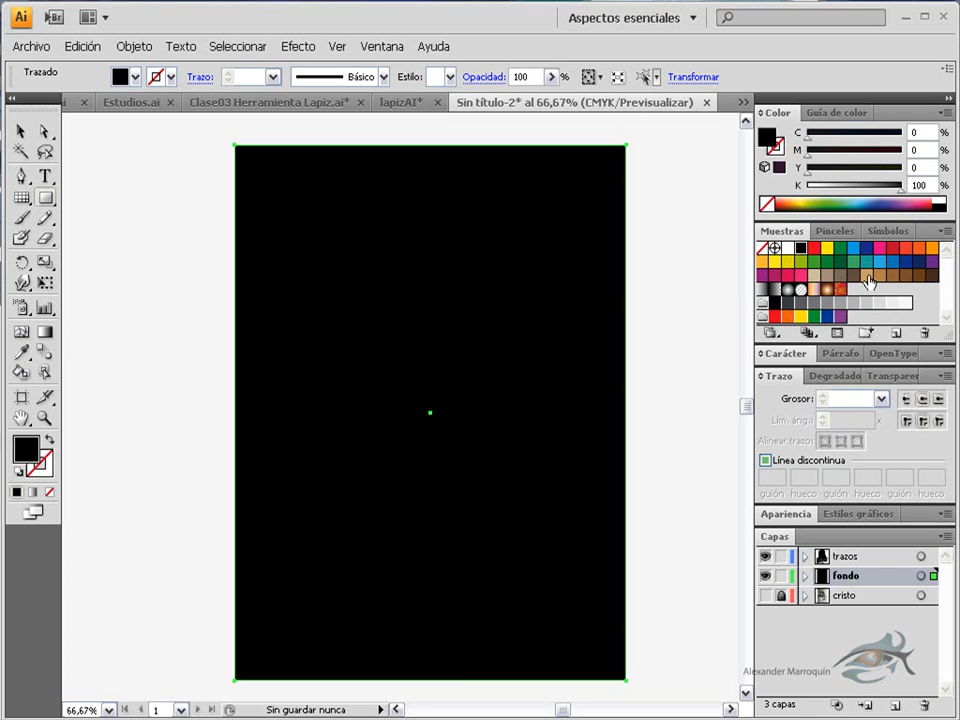 Ai Br Aspectos esenciales
Archivo Edición Objeto Texto Seleccionar Efecto Ver Ventana Ayuda
Trazado Trazo: Básico Estilo: Opacidad: 100 % Transformar
Estudios.ai × Clase03 Herramienta Lapiz.ai* × lapizAI* × Sin título-2* al 66,67% (CMYK/Previsualizar) ×
Color Guía de color
C 0 %
M 0 %
Y 0 %
K 100 %
Muestras Pinceles Símbolos
Carácter Párrafo OpenType
Trazo Degradado Transparer
Grosor:
Lím. áng.: x
Alinear trazo:
Línea discontinua
guión hueco guión hueco guión hueco
Apariencia Estilos gráficos
Capas
trazos
fondo
cristo
Alexander Marroquín
3 capas
66,67% 1 Sin guardar nunca